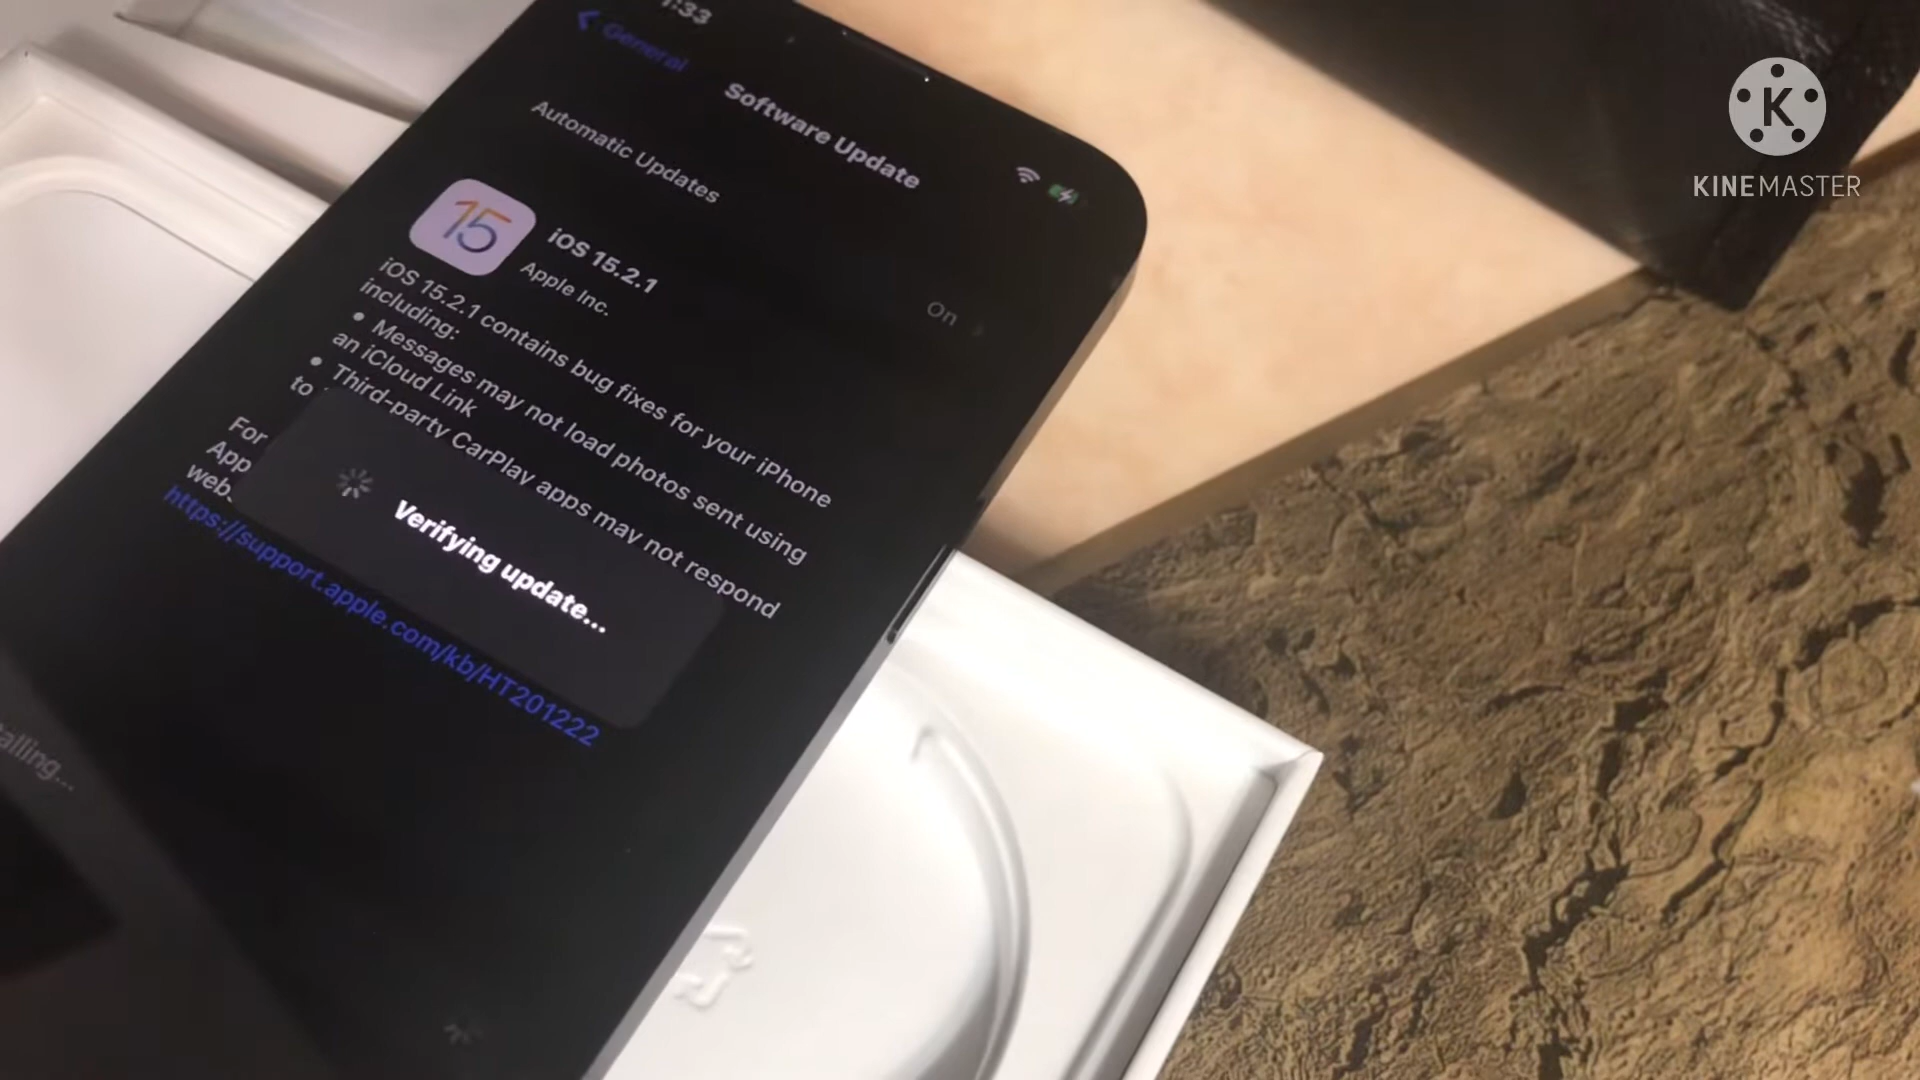 :33
General
Software Update
Automatic Updates
On
15
iOS 15.2.1
Apple Inc.
iOS 15.2.1 contains bug fixes for your iPhone
including:
• Messages may not load photos sent using
an iCloud Link
• Third-party CarPlay apps may not respond
to
For
App
web
https://support.apple.com/kb/HT201222
Verifying update...
alling...
K
KINEMASTER